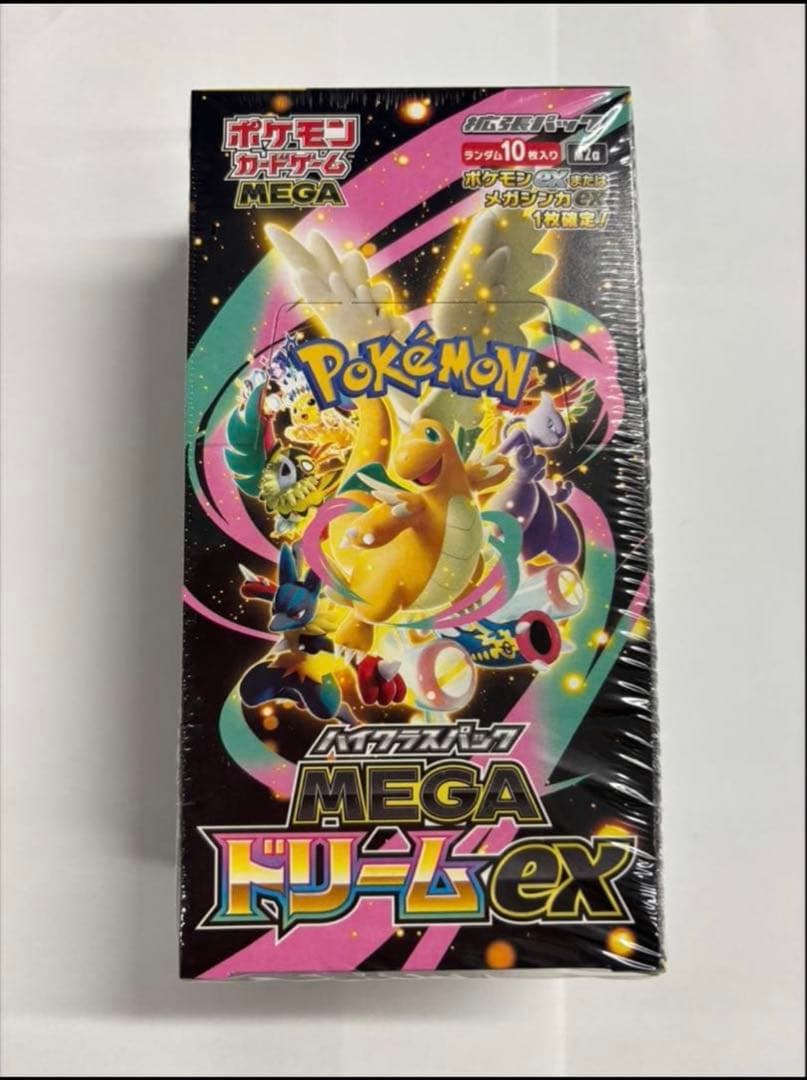 ポケモン
カードゲーム
MEGA
拡張パック
ランダム10枚入り M2a
ポケモンexまたは
メガシンカex
1枚確定!
POKéMON
ハイクラスパック
MEGA
ドリームex